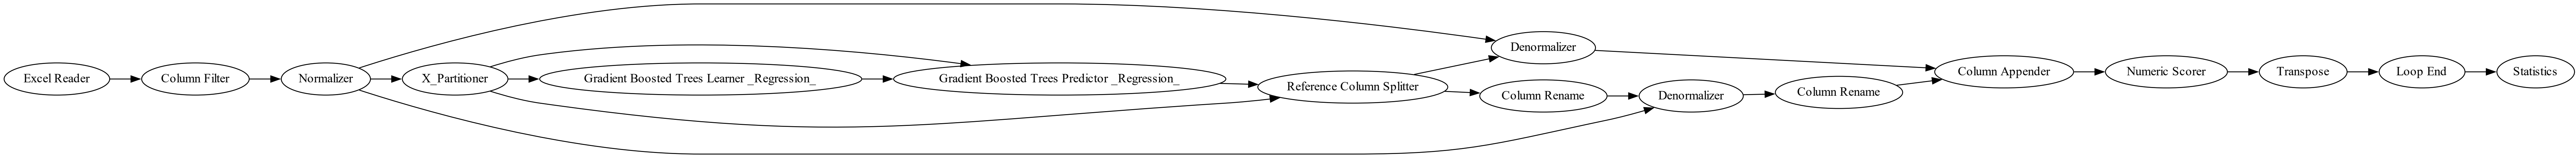 Excel Reader
Column Filter
Normalizer
X_Partitioner
Gradient Boosted Trees Learner _Regression_
Gradient Boosted Trees Predictor _Regression_
Reference Column Splitter
Denormalizer
Column Rename
Denormalizer
Column Rename
Column Appender
Numeric Scorer
Transpose
Loop End
Statistics